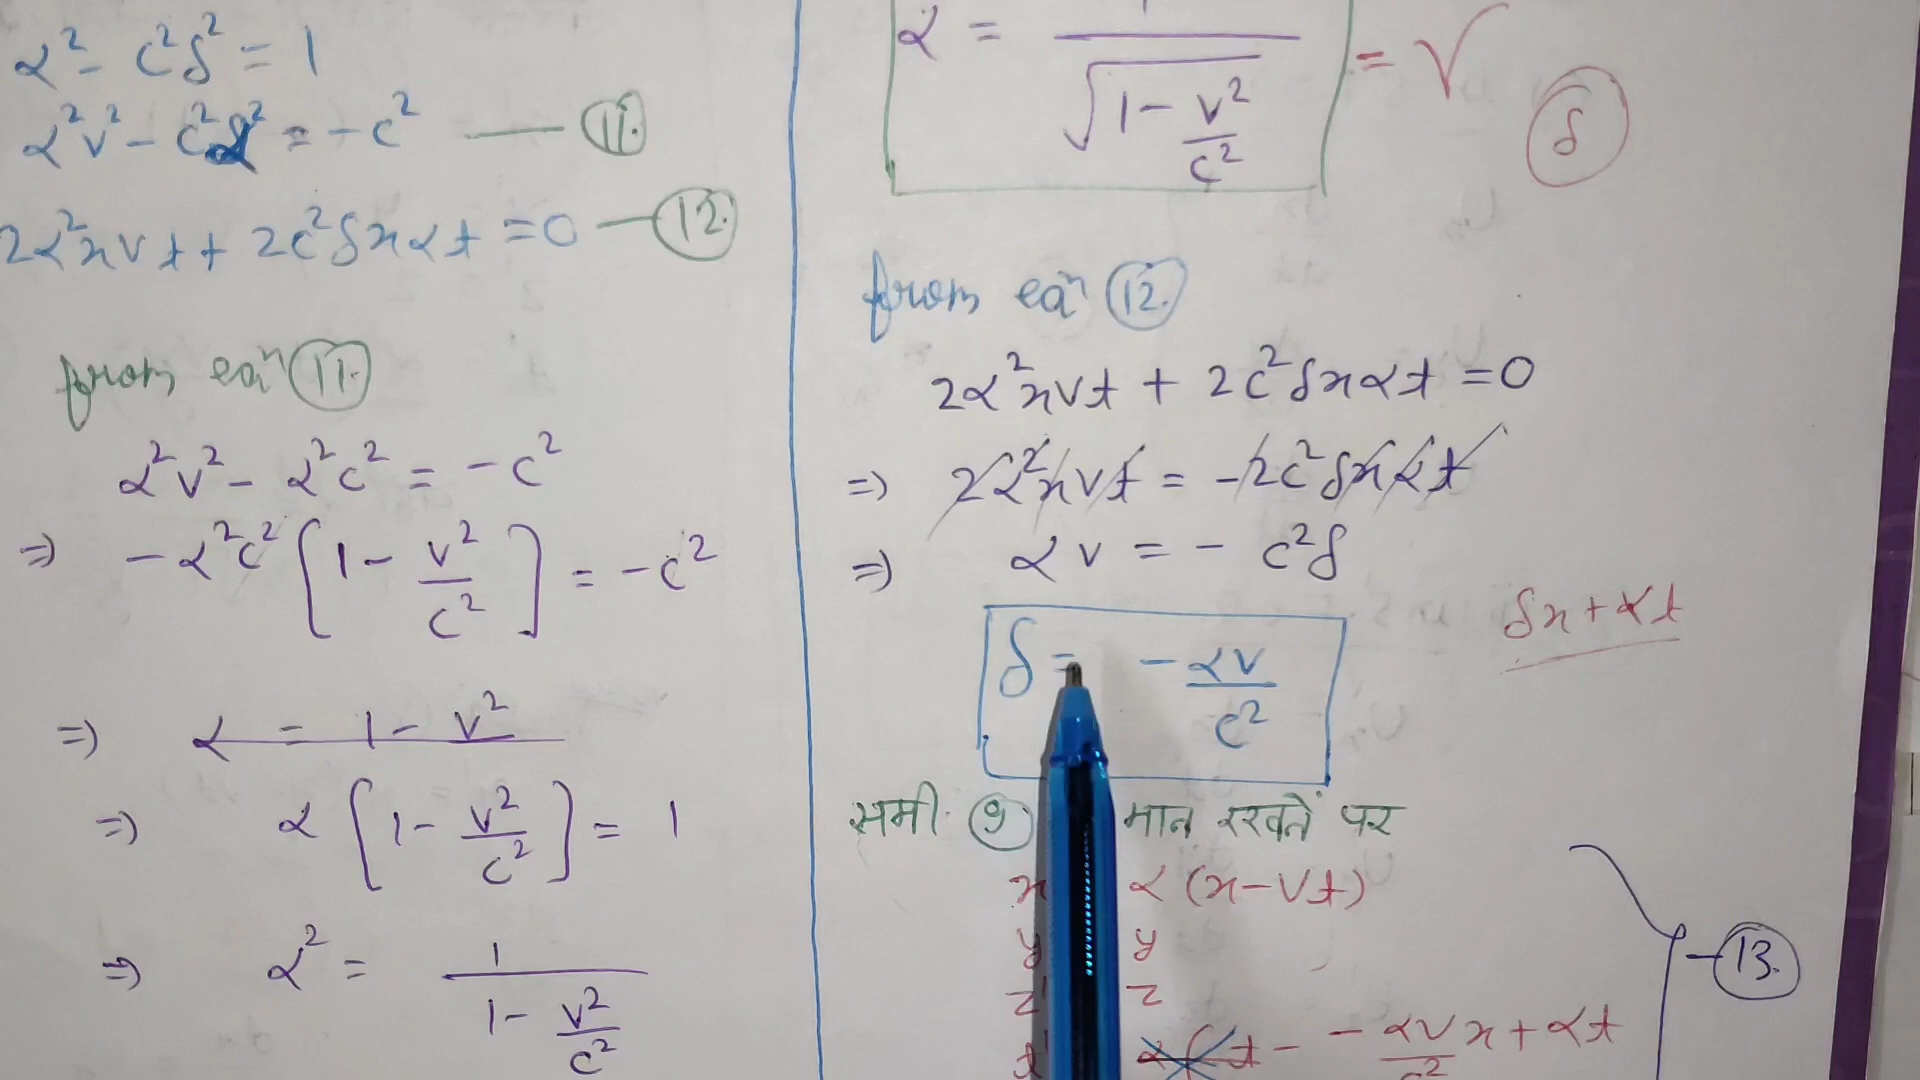 α² - c²δ² = 1
α²v² - c²α² = -c² — 11.
2α²xvt + 2c²δxαt = 0 — 12.
from eqⁿ 11.
α²v² - α²c² = -c²
⇒ -α²c² [1 - v²/c²] = -c²
⇒ α = 1 - v²
⇒ α [1 - v²/c²] = 1
⇒ α² = 1/(1 - v²/c²)
α = 1/√(1 - v²/c²) = √
δ
from eqⁿ 12.
2α²xvt + 2c²δxαt = 0
⇒ 2α²xvt = -2c²δxαt
⇒ αv = - c²δ
δx + αt
δ = -αv/c²
समी. 9 मान रखतें पर
x α (x - vt)
y y
z' z — 13.
t' - -αv/c² x + αt